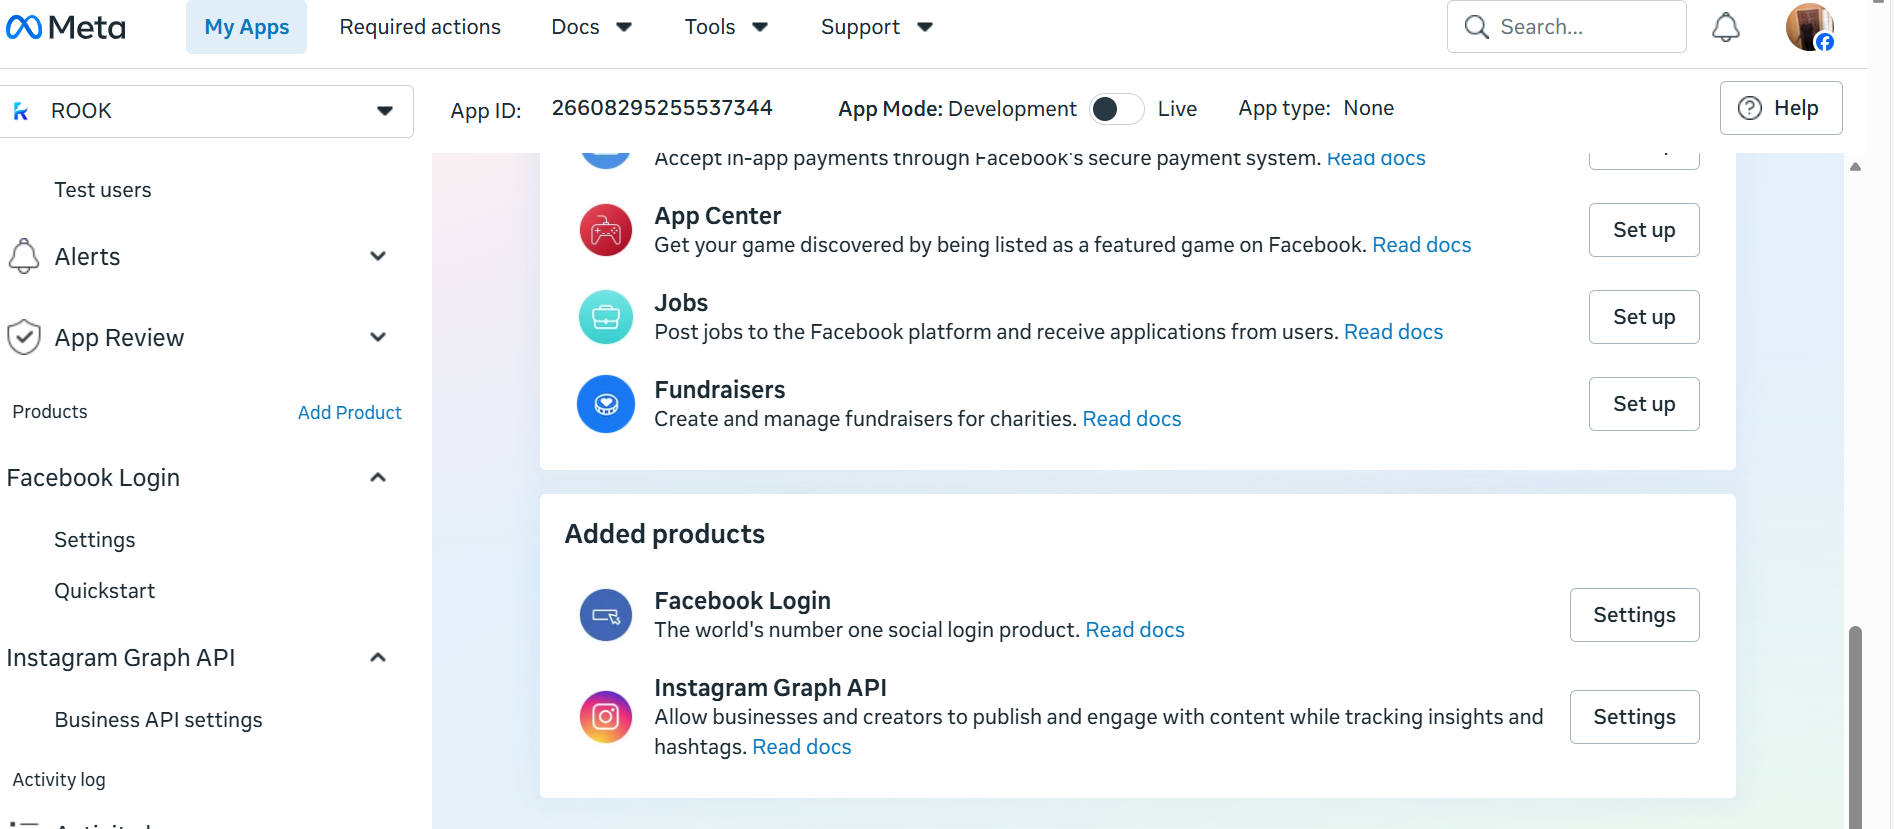 Meta
My Apps
Required actions
Docs
Tools
Support
Search...
ROOK
App ID: 26608295255537344
App Mode: Development
Live
App type: None
Help
Test users
Alerts
App Review
Products
Add Product
Facebook Login
Settings
Quickstart
Instagram Graph API
Business API settings
Activity log
Accept in-app payments through Facebook's secure payment system. Read docs
App Center
Get your game discovered by being listed as a featured game on Facebook. Read docs
Set up
Jobs
Post jobs to the Facebook platform and receive applications from users. Read docs
Set up
Fundraisers
Create and manage fundraisers for charities. Read docs
Set up
Added products
Facebook Login
The world's number one social login product. Read docs
Settings
Instagram Graph API
Allow businesses and creators to publish and engage with content while tracking insights and
hashtags. Read docs
Settings